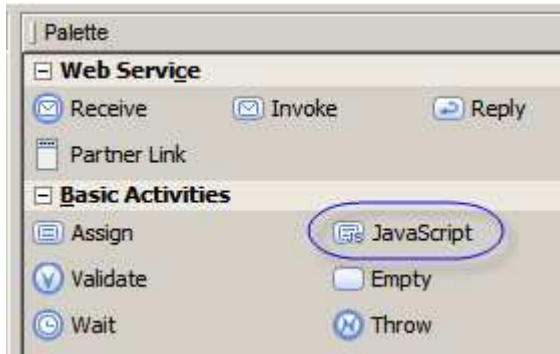 Palette
Web Service
Receive Invoke Reply
Partner Link
Basic Activities
Assign JavaScript
Validate Empty
Wait Throw